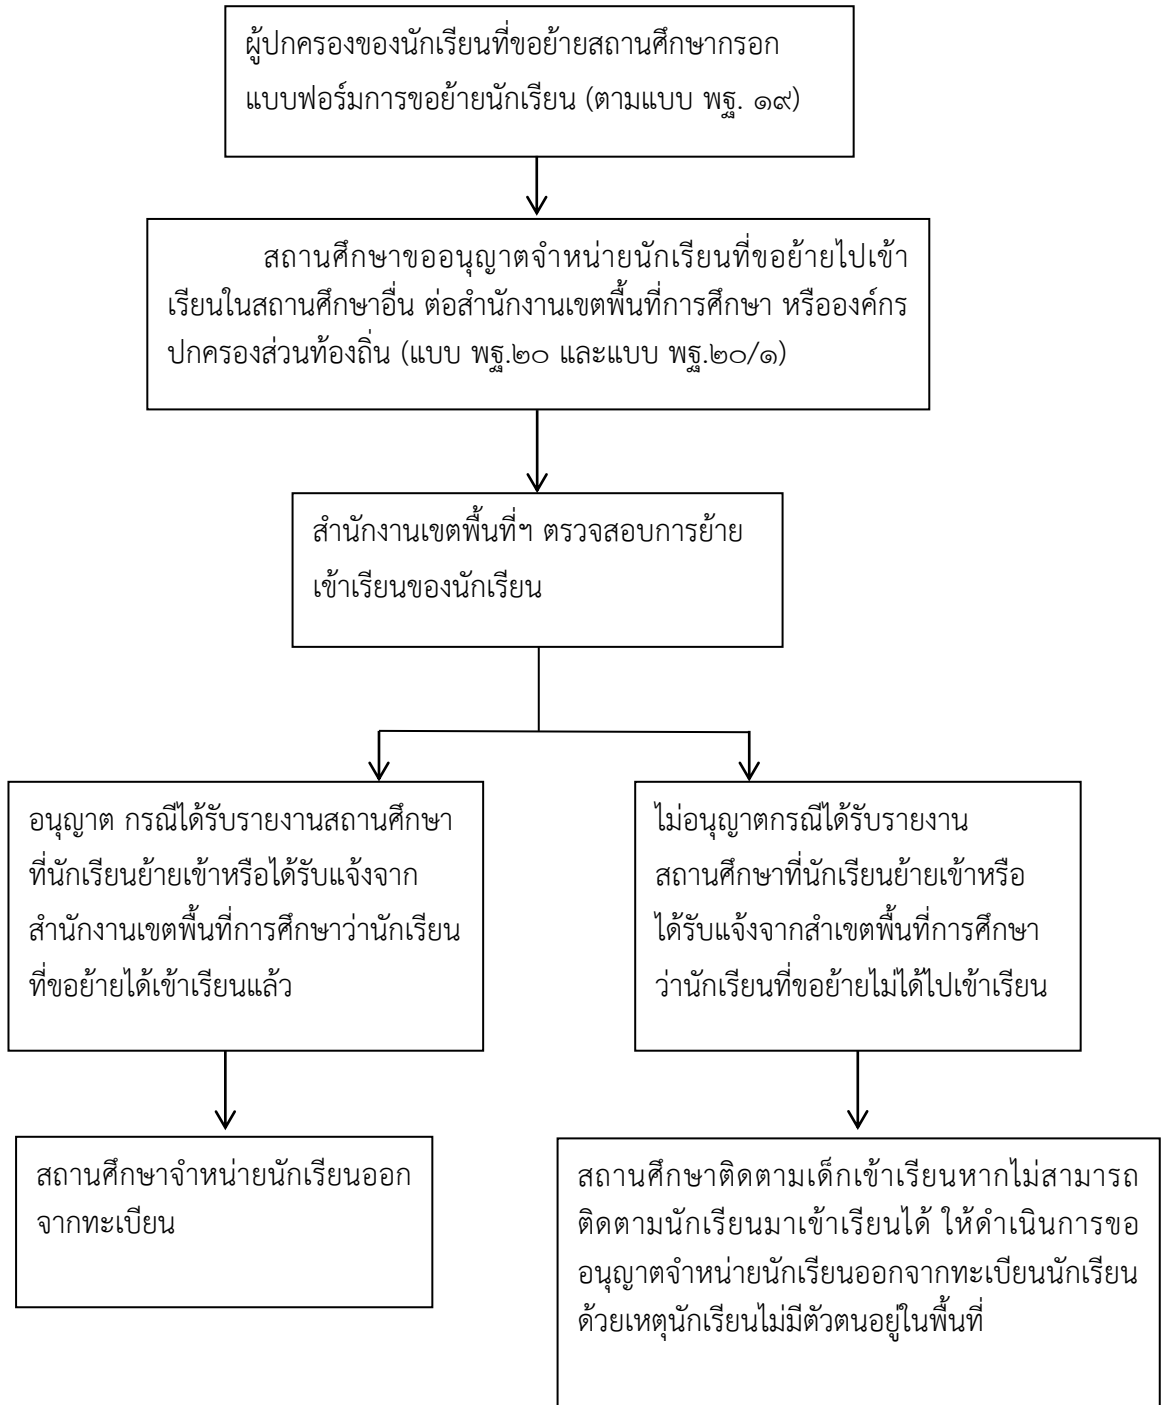 ผู้ปกครองของนักเรียนที่ขอย้ายสถานศึกษากรอก
แบบฟอร์มการขอย้ายนักเรียน (ตามแบบ พฐ. ๑๙)
สถานศึกษาขออนุญาตจำหน่ายนักเรียนที่ขอย้ายไปเข้า
เรียนในสถานศึกษาอื่น ต่อสำนักงานเขตพื้นที่การศึกษา หรือองค์กร
ปกครองส่วนท้องถิ่น (แบบ พฐ.๒๐ และแบบ พฐ.๒๐/๑)
สำนักงานเขตพื้นที่ฯ ตรวจสอบการย้าย
เข้าเรียนของนักเรียน
อนุญาต กรณีได้รับรายงานสถานศึกษา
ที่นักเรียนย้ายเข้าหรือได้รับแจ้งจาก
สำนักงานเขตพื้นที่การศึกษาว่านักเรียน
ที่ขอย้ายได้เข้าเรียนแล้ว
ไม่อนุญาตกรณีได้รับรายงาน
สถานศึกษาที่นักเรียนย้ายเข้าหรือ
ได้รับแจ้งจากสำเขตพื้นที่การศึกษา
ว่านักเรียนที่ขอย้ายไม่ได้ไปเข้าเรียน
สถานศึกษาจำหน่ายนักเรียนออก
จากทะเบียน
สถานศึกษาติดตามเด็กเข้าเรียนหากไม่สามารถ
ติดตามนักเรียนมาเข้าเรียนได้ ให้ดำเนินการขอ
อนุญาตจำหน่ายนักเรียนออกจากทะเบียนนักเรียน
ด้วยเหตุนักเรียนไม่มีตัวตนอยู่ในพื้นที่